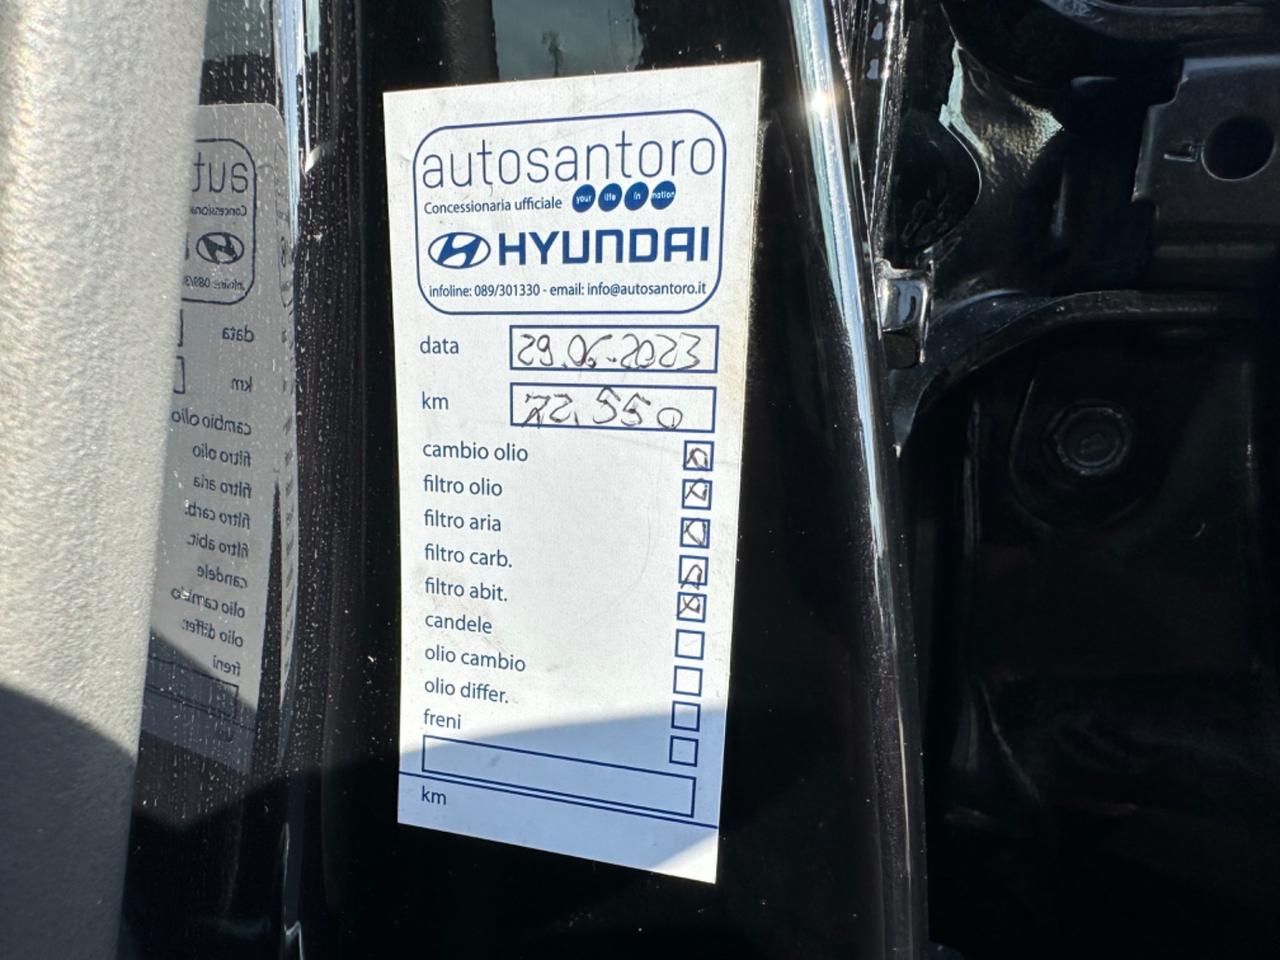 autosantoro
Concessionaria ufficiale your life in motion
HYUNDAI
infoline: 089/301330 - email: info@autosantoro.it
data 29.06.2023
km 72.550
cambio olio
filtro olio
filtro aria
filtro carb.
filtro abit.
candele
olio cambio
olio differ.
freni
km